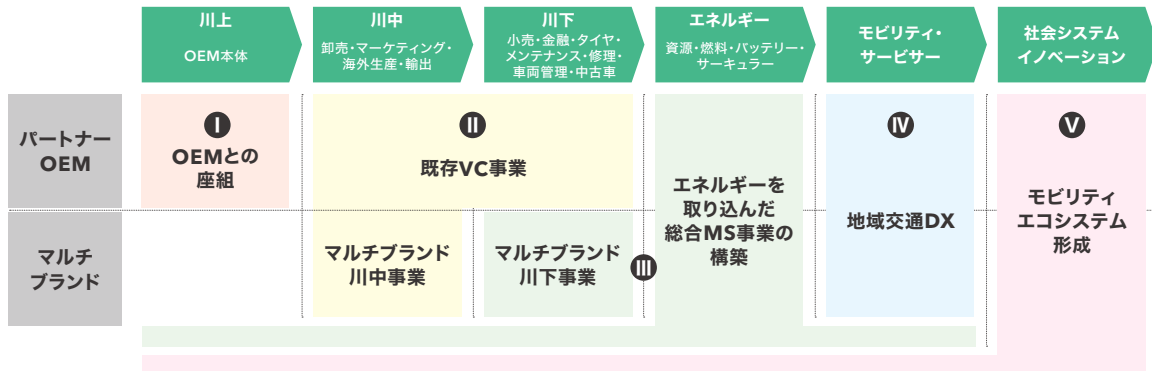 川上
OEM本体
川中
卸売・マーケティング・
海外生産・輸出
川下
小売・金融・タイヤ・
メンテナンス・修理・
車両管理・中古車
エネルギー
資源・燃料・バッテリー・
サーキュラー
モビリティ・
サービサー
社会システム
イノベーション
パートナー
OEM
Ⅰ
OEMとの
座組
Ⅱ
既存VC事業
エネルギーを
取り込んだ
総合MS事業の
構築
Ⅳ
地域交通DX
Ⅴ
モビリティ
エコシステム
形成
マルチ
ブランド
マルチブランド
川中事業
マルチブランド
川下事業
Ⅲ